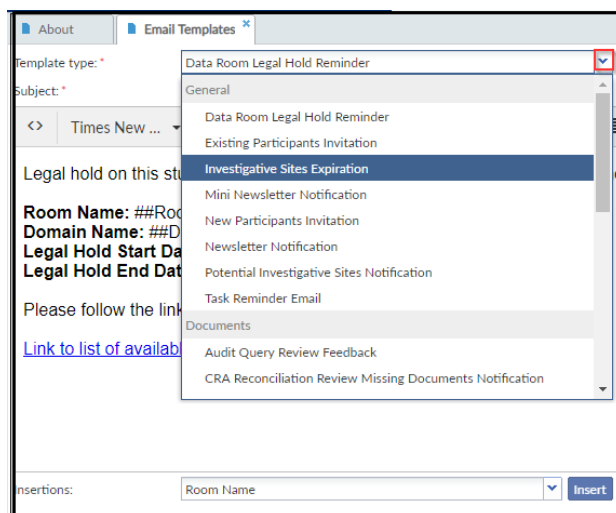 About
Email Templates ×
Template type: * Data Room Legal Hold Reminder
Subject: *
General
Data Room Legal Hold Reminder
Existing Participants Invitation
Investigative Sites Expiration
Mini Newsletter Notification
New Participants Invitation
Newsletter Notification
Potential Investigative Sites Notification
Task Reminder Email
Documents
Audit Query Review Feedback
CRA Reconciliation Review Missing Documents Notification
<> Times New ...
Legal hold on this stu
Room Name: ##Roo
Domain Name: ##D
Legal Hold Start Da
Legal Hold End Dat
Please follow the link
Link to list of availabl
Insertions: Room Name Insert